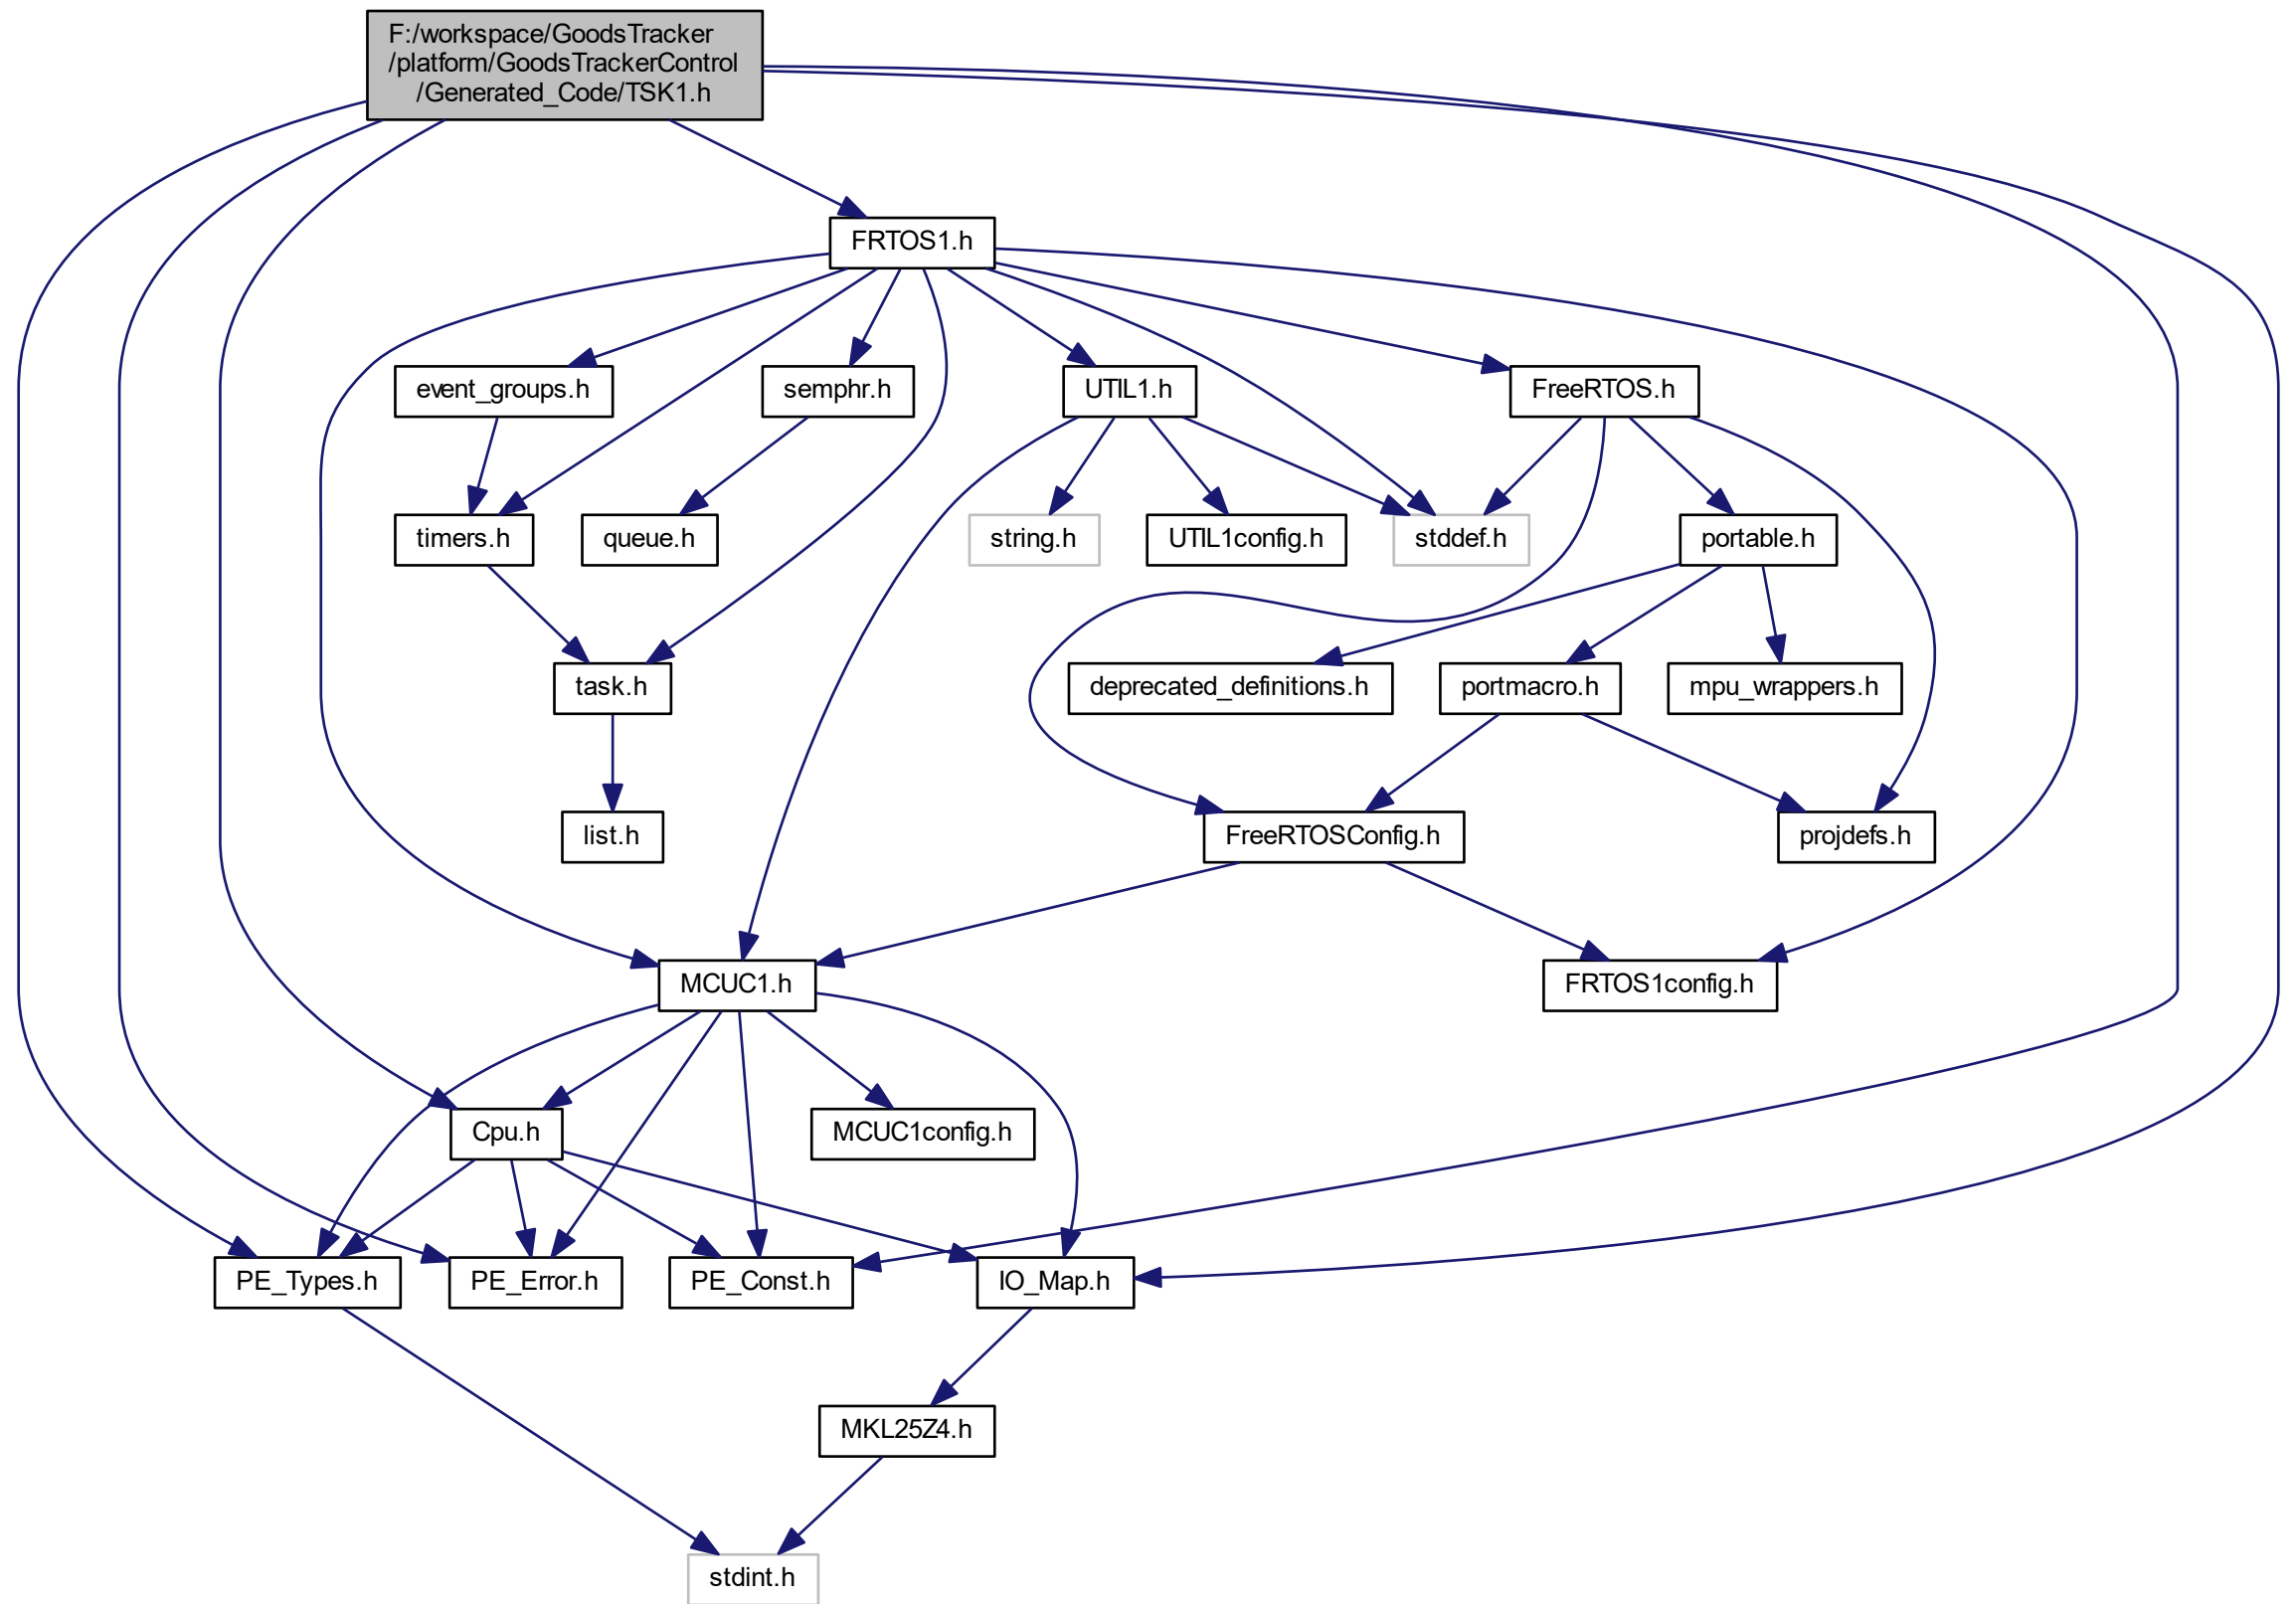 F:/workspace/GoodsTracker
/platform/GoodsTrackerControl
/Generated_Code/TSK1.h
FRTOS1.h
event_groups.h
semphr.h
UTIL1.h
FreeRTOS.h
timers.h
queue.h
string.h
UTIL1config.h
stddef.h
portable.h
task.h
deprecated_definitions.h
portmacro.h
mpu_wrappers.h
list.h
FreeRTOSConfig.h
projdefs.h
MCUC1.h
FRTOS1config.h
Cpu.h
MCUC1config.h
PE_Types.h
PE_Error.h
PE_Const.h
IO_Map.h
MKL25Z4.h
stdint.h